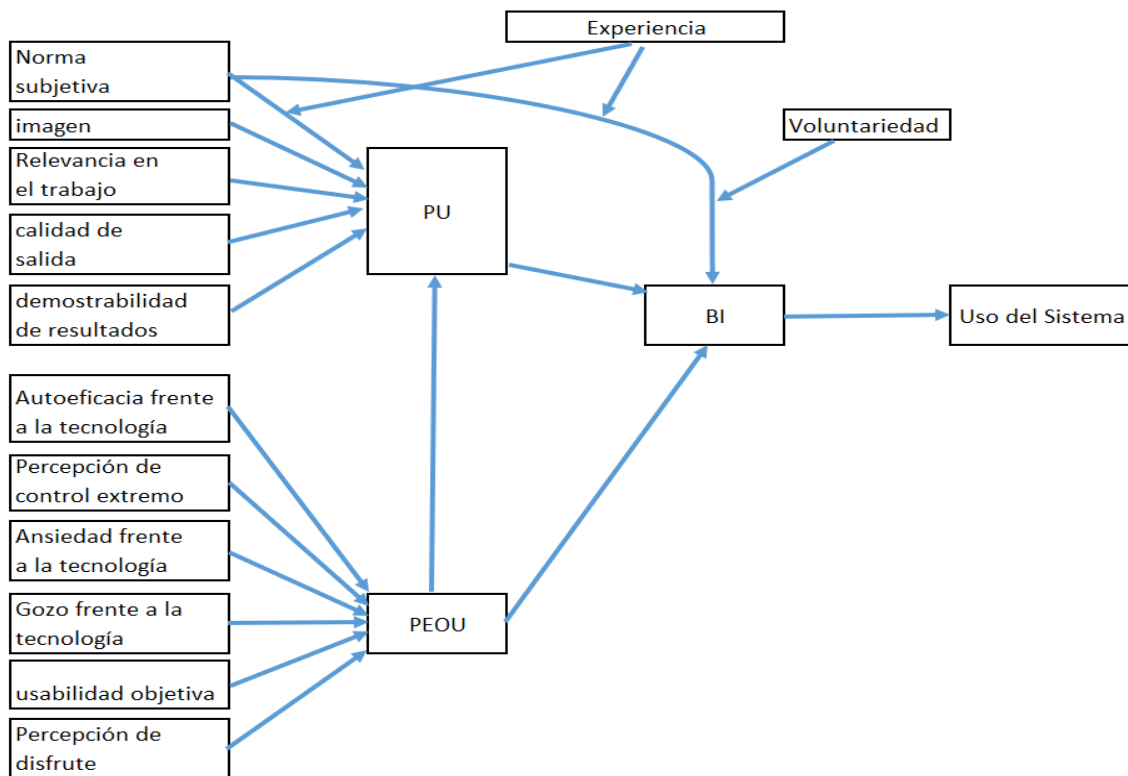 Experiencia
Norma
subjetiva
imagen
Voluntariedad
Relevancia en
el trabajo
PU
calidad de
salida
demostrabilidad
de resultados
BI
Uso del Sistema
Autoeficacia frente
a la tecnología
Percepción de
control extremo
Ansiedad frente
a la tecnología
Gozo frente a la
tecnología
PEOU
usabilidad objetiva
Percepción de
disfrute